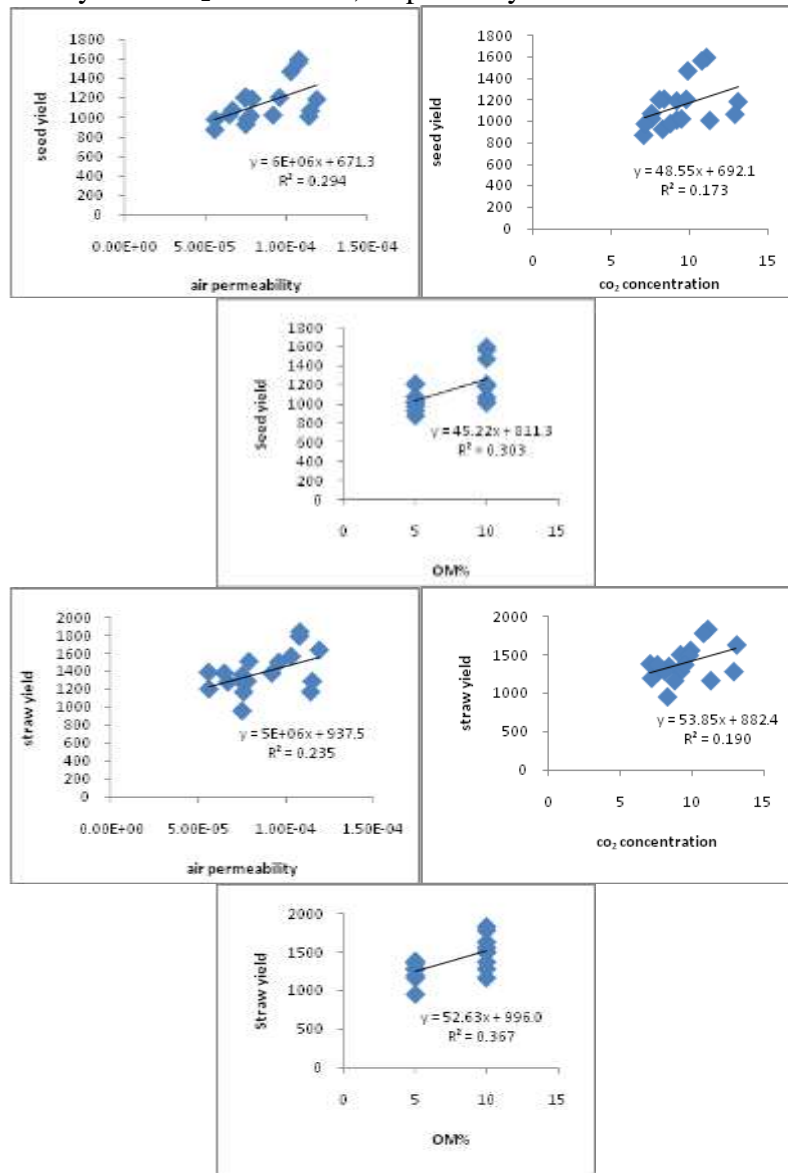 1800
1600
1400
1200
1000
800
600
400
200
0
seed yield
y = 6E+06x + 671.3
R² = 0.294
0.00E+00 5.00E-05 1.00E-04 1.50E-04
air permeability
1800
1600
1400
1200
1000
800
600
400
200
0
seed yield
y = 48.55x + 692.1
R² = 0.173
0 5 10 15
co₂ concentration
1800
1600
1400
1200
1000
800
600
400
200
0
Seed yield
y = 45.22x + 811.3
R² = 0.303
0 5 10 15
OM%
2000
1800
1600
1400
1200
1000
800
600
400
200
0
straw yield
y = 5E+06x + 937.5
R² = 0.235
0.00E+00 5.00E-05 1.00E-04 1.50E-04
air permeability
2000
1500
1000
500
0
straw yield
y = 53.85x + 882.4
R² = 0.190
0 5 10 15
co₂ concentration
2000
1500
1000
500
0
Straw yield
y = 52.63x + 996.0
R² = 0.367
0 5 10 15
OM%